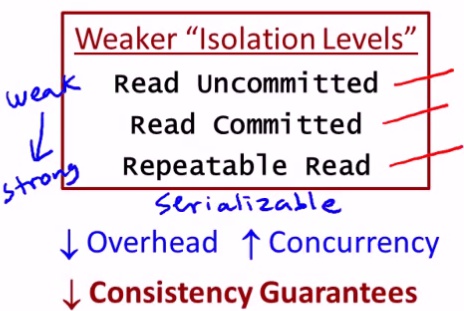 Weaker “Isolation Levels”
weak
Read Uncommitted
Read Committed
Repeatable Read
strong
serializable
↓ Overhead ↑ Concurrency
↓ Consistency Guarantees